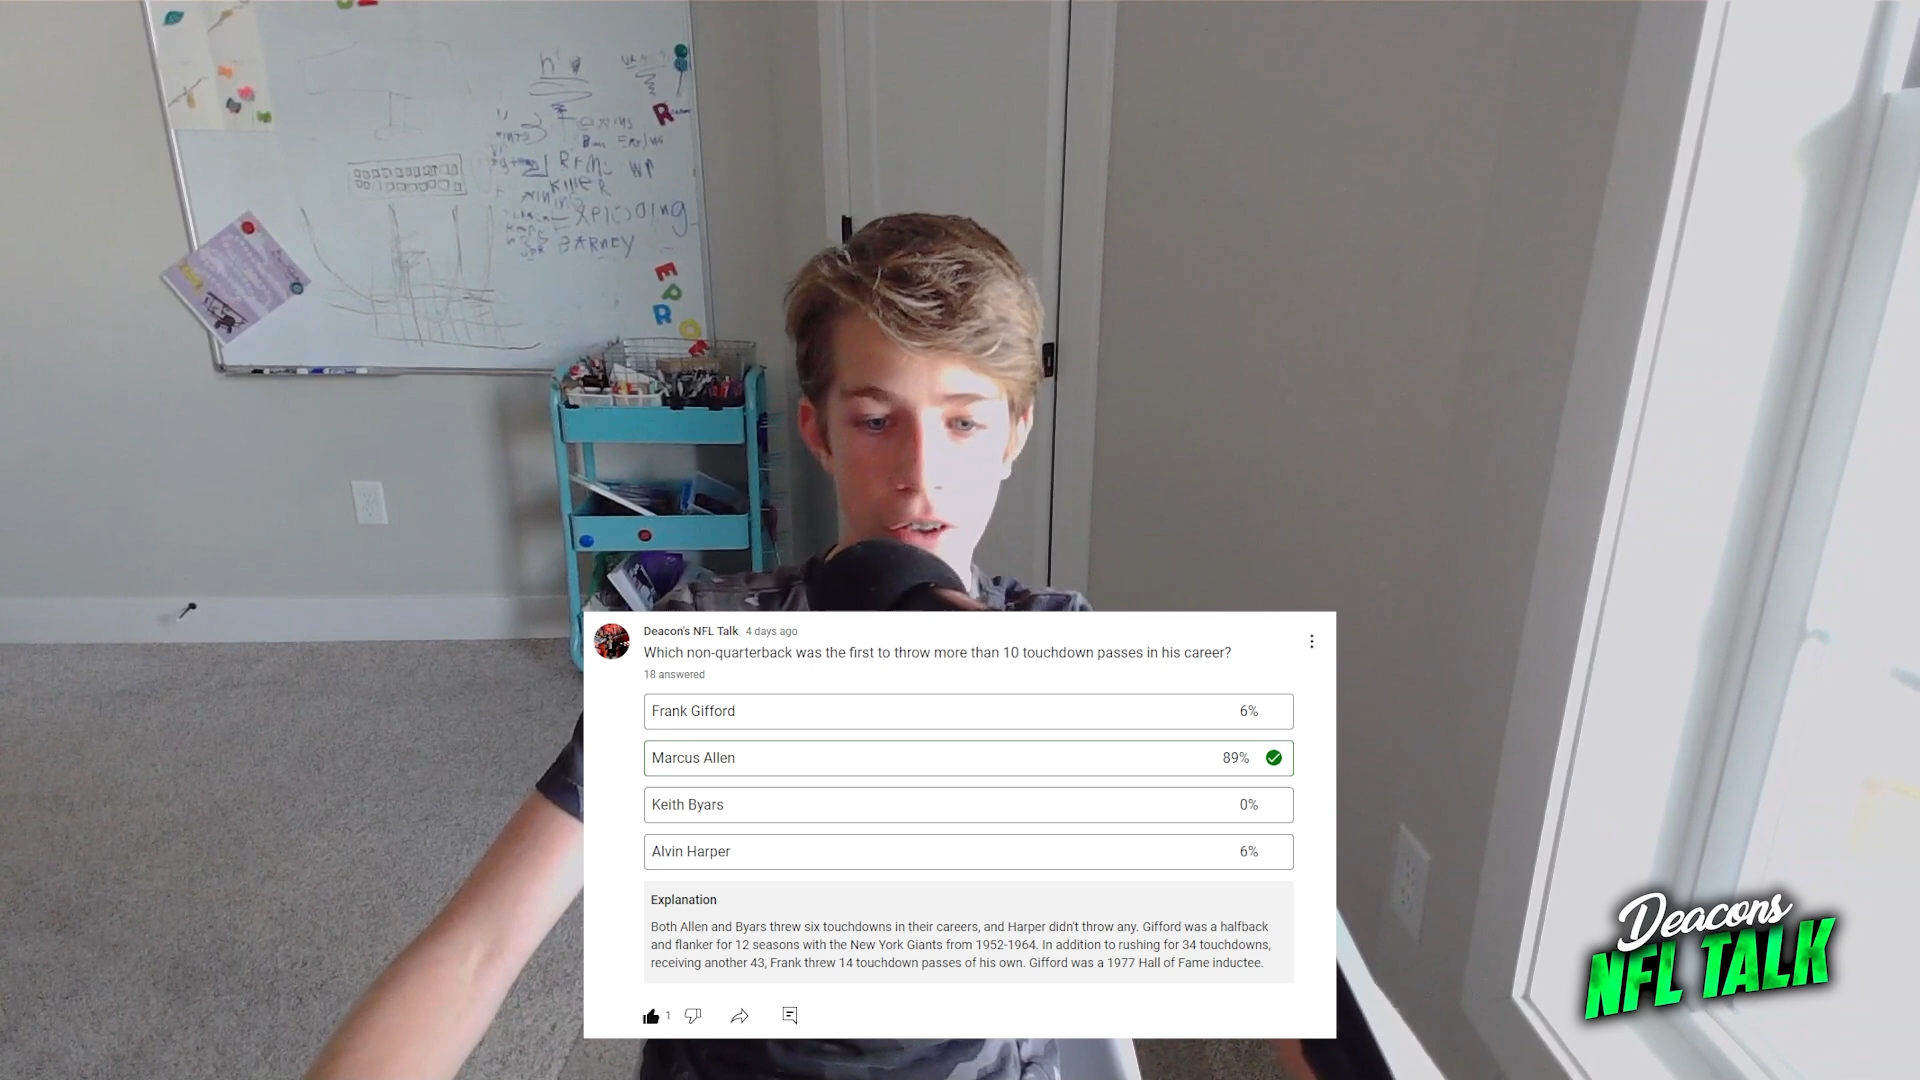 hi
R
KILLER
XPLODING
BARNEY
E
P
R
O
Deacon's NFL Talk 4 days ago
Which non-quarterback was the first to throw more than 10 touchdown passes in his career?
18 answered
Frank Gifford 6%
Marcus Allen 89%
Keith Byars 0%
Alvin Harper 6%
Explanation
Both Allen and Byars threw six touchdowns in their careers, and Harper didn't throw any. Gifford was a halfback
and flanker for 12 seasons with the New York Giants from 1952-1964. In addition to rushing for 34 touchdowns,
receiving another 43, Frank threw 14 touchdown passes of his own. Gifford was a 1977 Hall of Fame inductee.
1
Deacons
NFL TALK